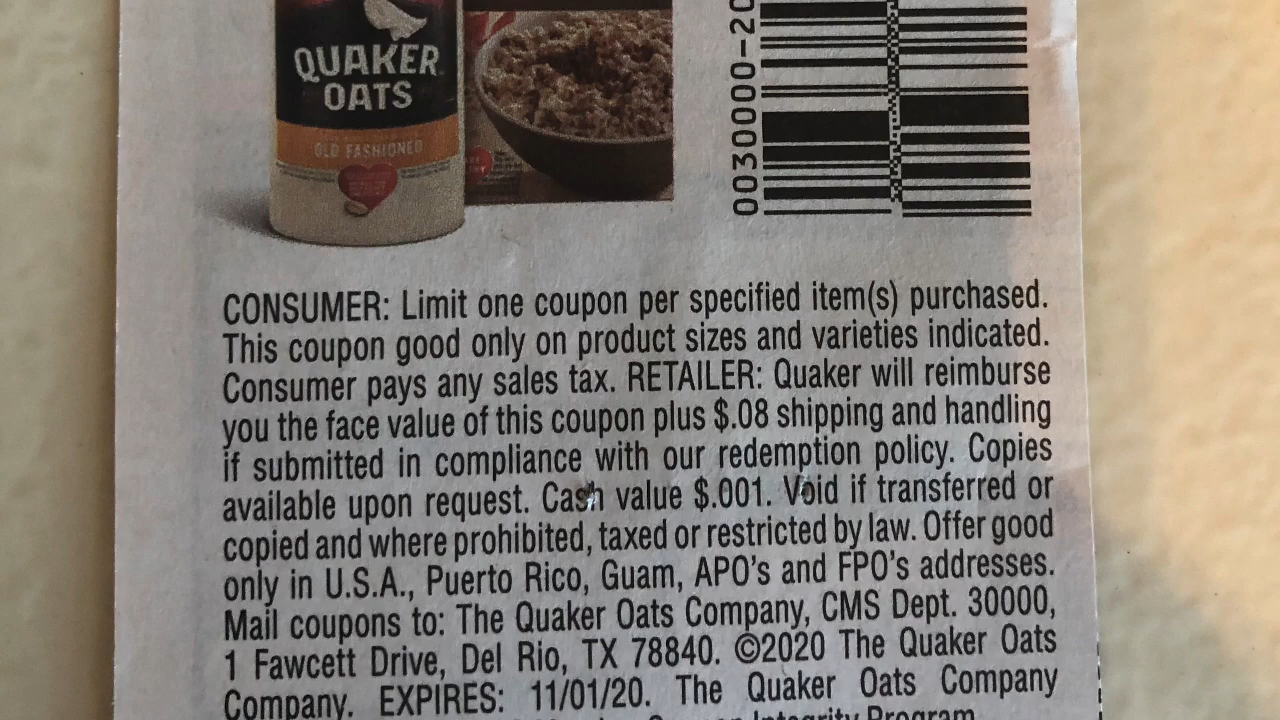 QUAKER
OATS
OLD FASHIONED
003000-20
CONSUMER: Limit one coupon per specified item(s) purchased.
This coupon good only on product sizes and varieties indicated.
Consumer pays any sales tax. RETAILER: Quaker will reimburse
you the face value of this coupon plus $.08 shipping and handling
if submitted in compliance with our redemption policy. Copies
available upon request. Cash value $.001. Void if transferred or
copied and where prohibited, taxed or restricted by law. Offer good
only in U.S.A., Puerto Rico, Guam, APO's and FPO's addresses.
Mail coupons to: The Quaker Oats Company, CMS Dept. 30000,
1 Fawcett Drive, Del Rio, TX 78840. ©2020 The Quaker Oats
Company. EXPIRES: 11/01/20. The Quaker Oats Company
Coupon Integrity Program